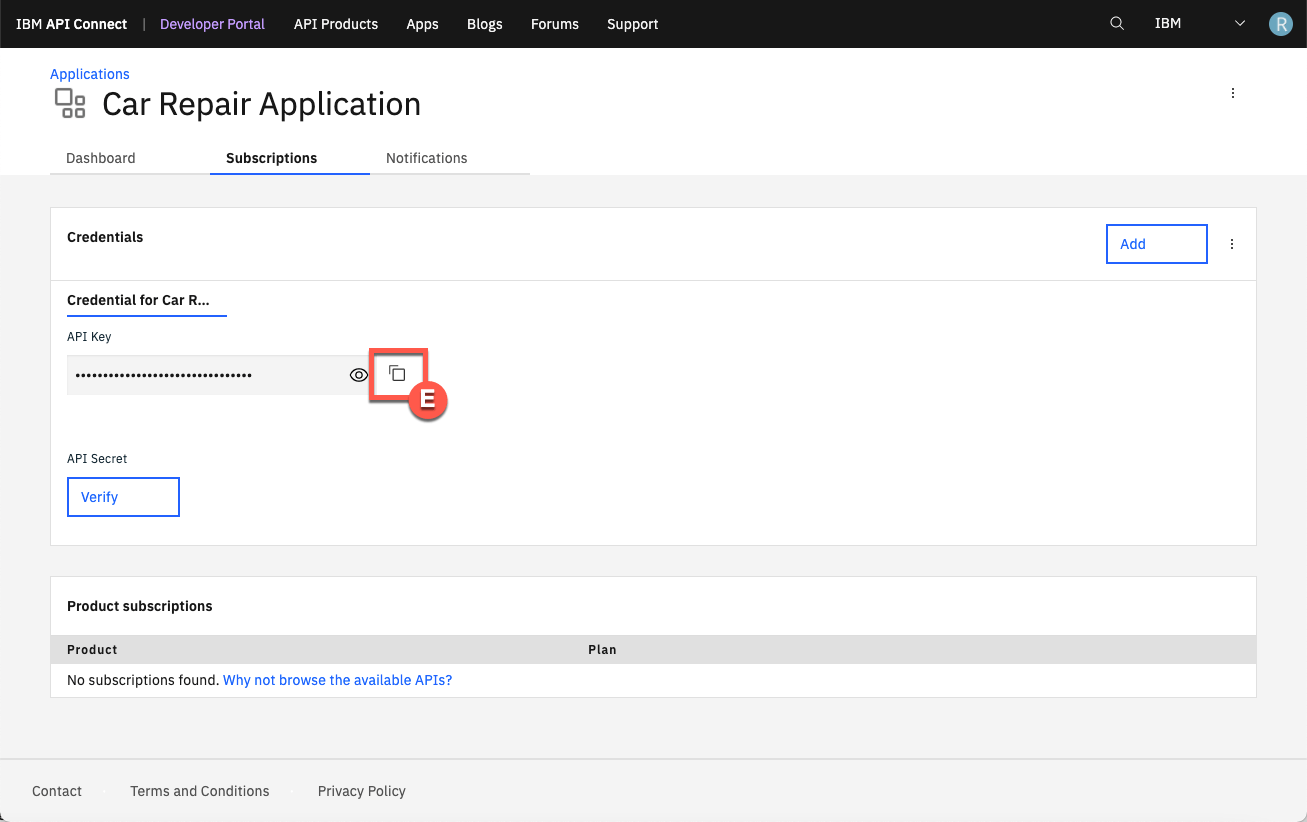 IBM API Connect | Developer Portal API Products Apps Blogs Forums Support IBM R
Applications
Car Repair Application
Dashboard Subscriptions Notifications
Credentials Add
Credential for Car R...
API Key
••••••••••••••••••••••••••••••••
E
API Secret
Verify
Product subscriptions
Product Plan
No subscriptions found. Why not browse the available APIs?
Contact Terms and Conditions Privacy Policy